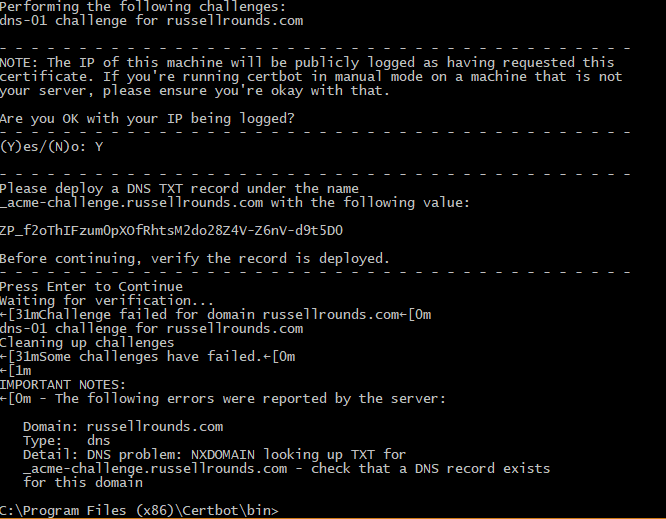 Performing the following challenges:
dns-01 challenge for russellrounds.com
- - - - - - - - - - - - - - - - - - - - - - - - - - - - - - - - - - - - - - - -
NOTE: The IP of this machine will be publicly logged as having requested this
certificate. If you're running certbot in manual mode on a machine that is not
your server, please ensure you're okay with that.
Are you OK with your IP being logged?
- - - - - - - - - - - - - - - - - - - - - - - - - - - - - - - - - - - - - - - -
(Y)es/(N)o: Y
- - - - - - - - - - - - - - - - - - - - - - - - - - - - - - - - - - - - - - - -
Please deploy a DNS TXT record under the name
_acme-challenge.russellrounds.com with the following value:
ZP_f2oThIFzumOpXOfRhtsM2do28Z4V-Z6nV-d9t5D0
Before continuing, verify the record is deployed.
- - - - - - - - - - - - - - - - - - - - - - - - - - - - - - - - - - - - - - - -
Press Enter to Continue
Waiting for verification...
←[31mChallenge failed for domain russellrounds.com←[0m
dns-01 challenge for russellrounds.com
Cleaning up challenges
←[31mSome challenges have failed.←[0m
←[1m
IMPORTANT NOTES:
←[0m - The following errors were reported by the server:
Domain: russellrounds.com
Type:   dns
Detail: DNS problem: NXDOMAIN looking up TXT for
_acme-challenge.russellrounds.com - check that a DNS record exists
for this domain
C:\Program Files (x86)\Certbot\bin>